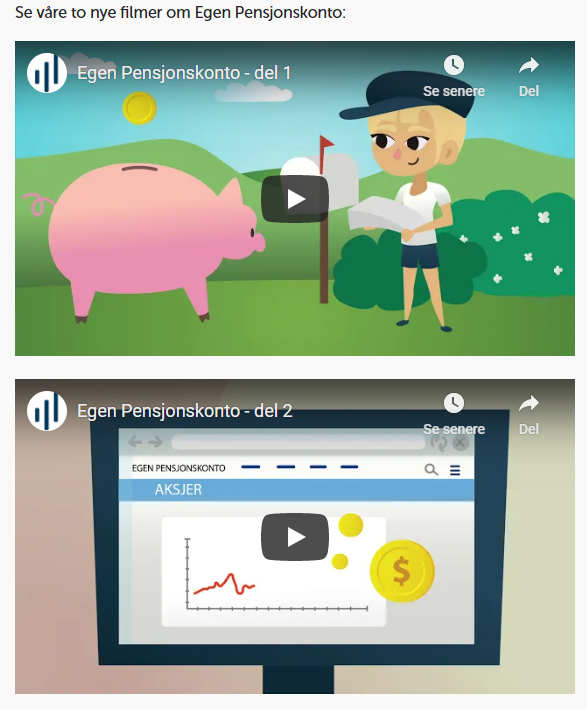 Se våre to nye filmer om Egen Pensjonskonto:
Egen Pensjonskonto - del 1
Se senere
Del
Egen Pensjonskonto - del 2
Se senere
Del
EGEN PENSJONSKONTO
AKSJER
$